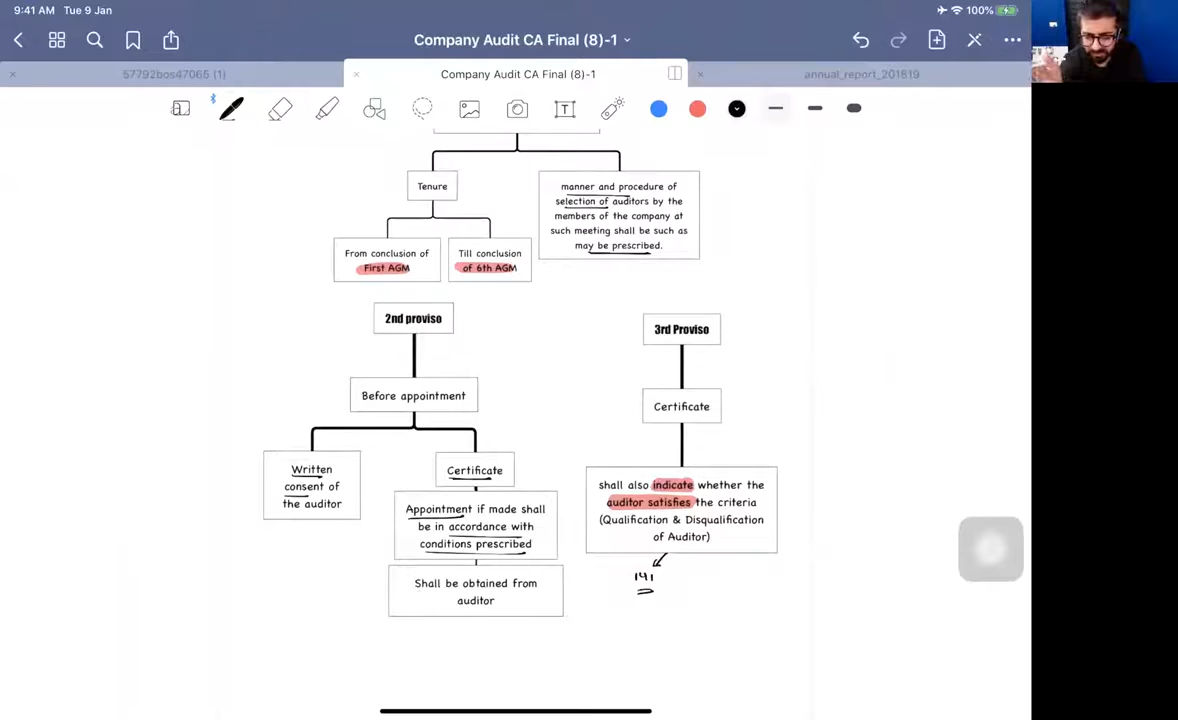 9:41 AM Tue 9 Jan
100%
Company Audit CA Final (8)-1
57792bos47065 (1)
Company Audit CA Final (8)-1
annual_report_201819
T
Tenure
manner and procedure of
selection of auditors by the
members of the company at
such meeting shall be such as
may be prescribed.
From conclusion of
First AGM
Till conclusion
of 6th AGM
2nd proviso
3rd Proviso
Before appointment
Certificate
Written
consent of
the auditor
Certificate
Appointment if made shall
be in accordance with
conditions prescribed
Shall be obtained from
auditor
shall also indicate whether the
auditor satisfies the criteria
(Qualification & Disqualification
of Auditor)
141